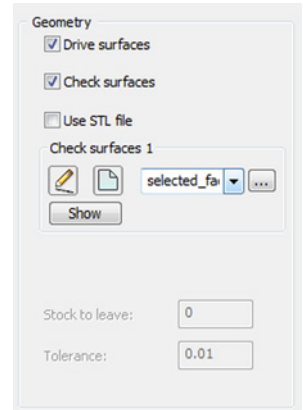 Geometry
Drive surfaces
Check surfaces
Use STL file
Check surfaces 1
selected_fa
...
Show
Stock to leave: 0
Tolerance: 0.01